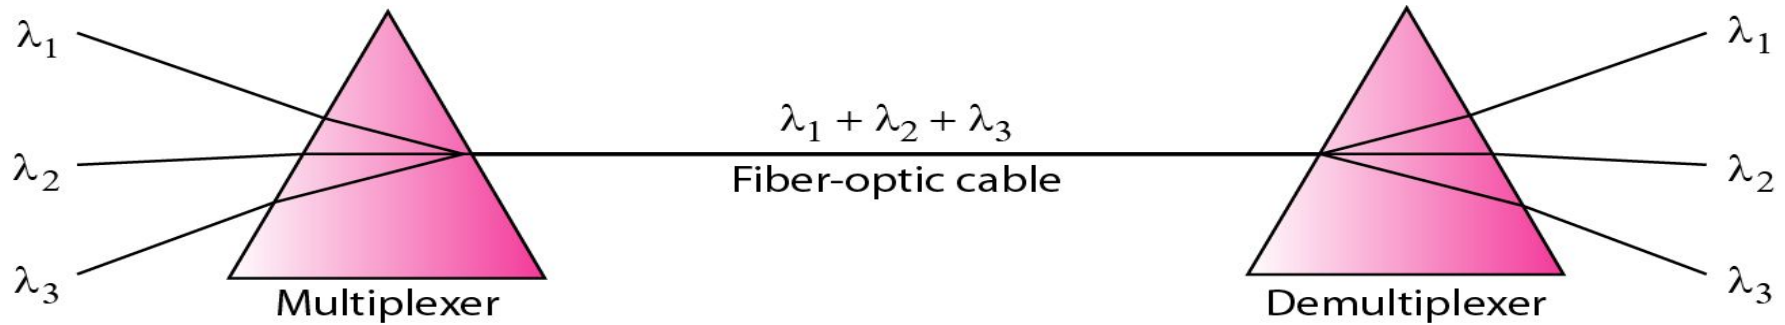 λ₁
λ₂
λ₃
Multiplexer
λ₁ + λ₂ + λ₃
Fiber-optic cable
Demultiplexer
λ₁
λ₂
λ₃